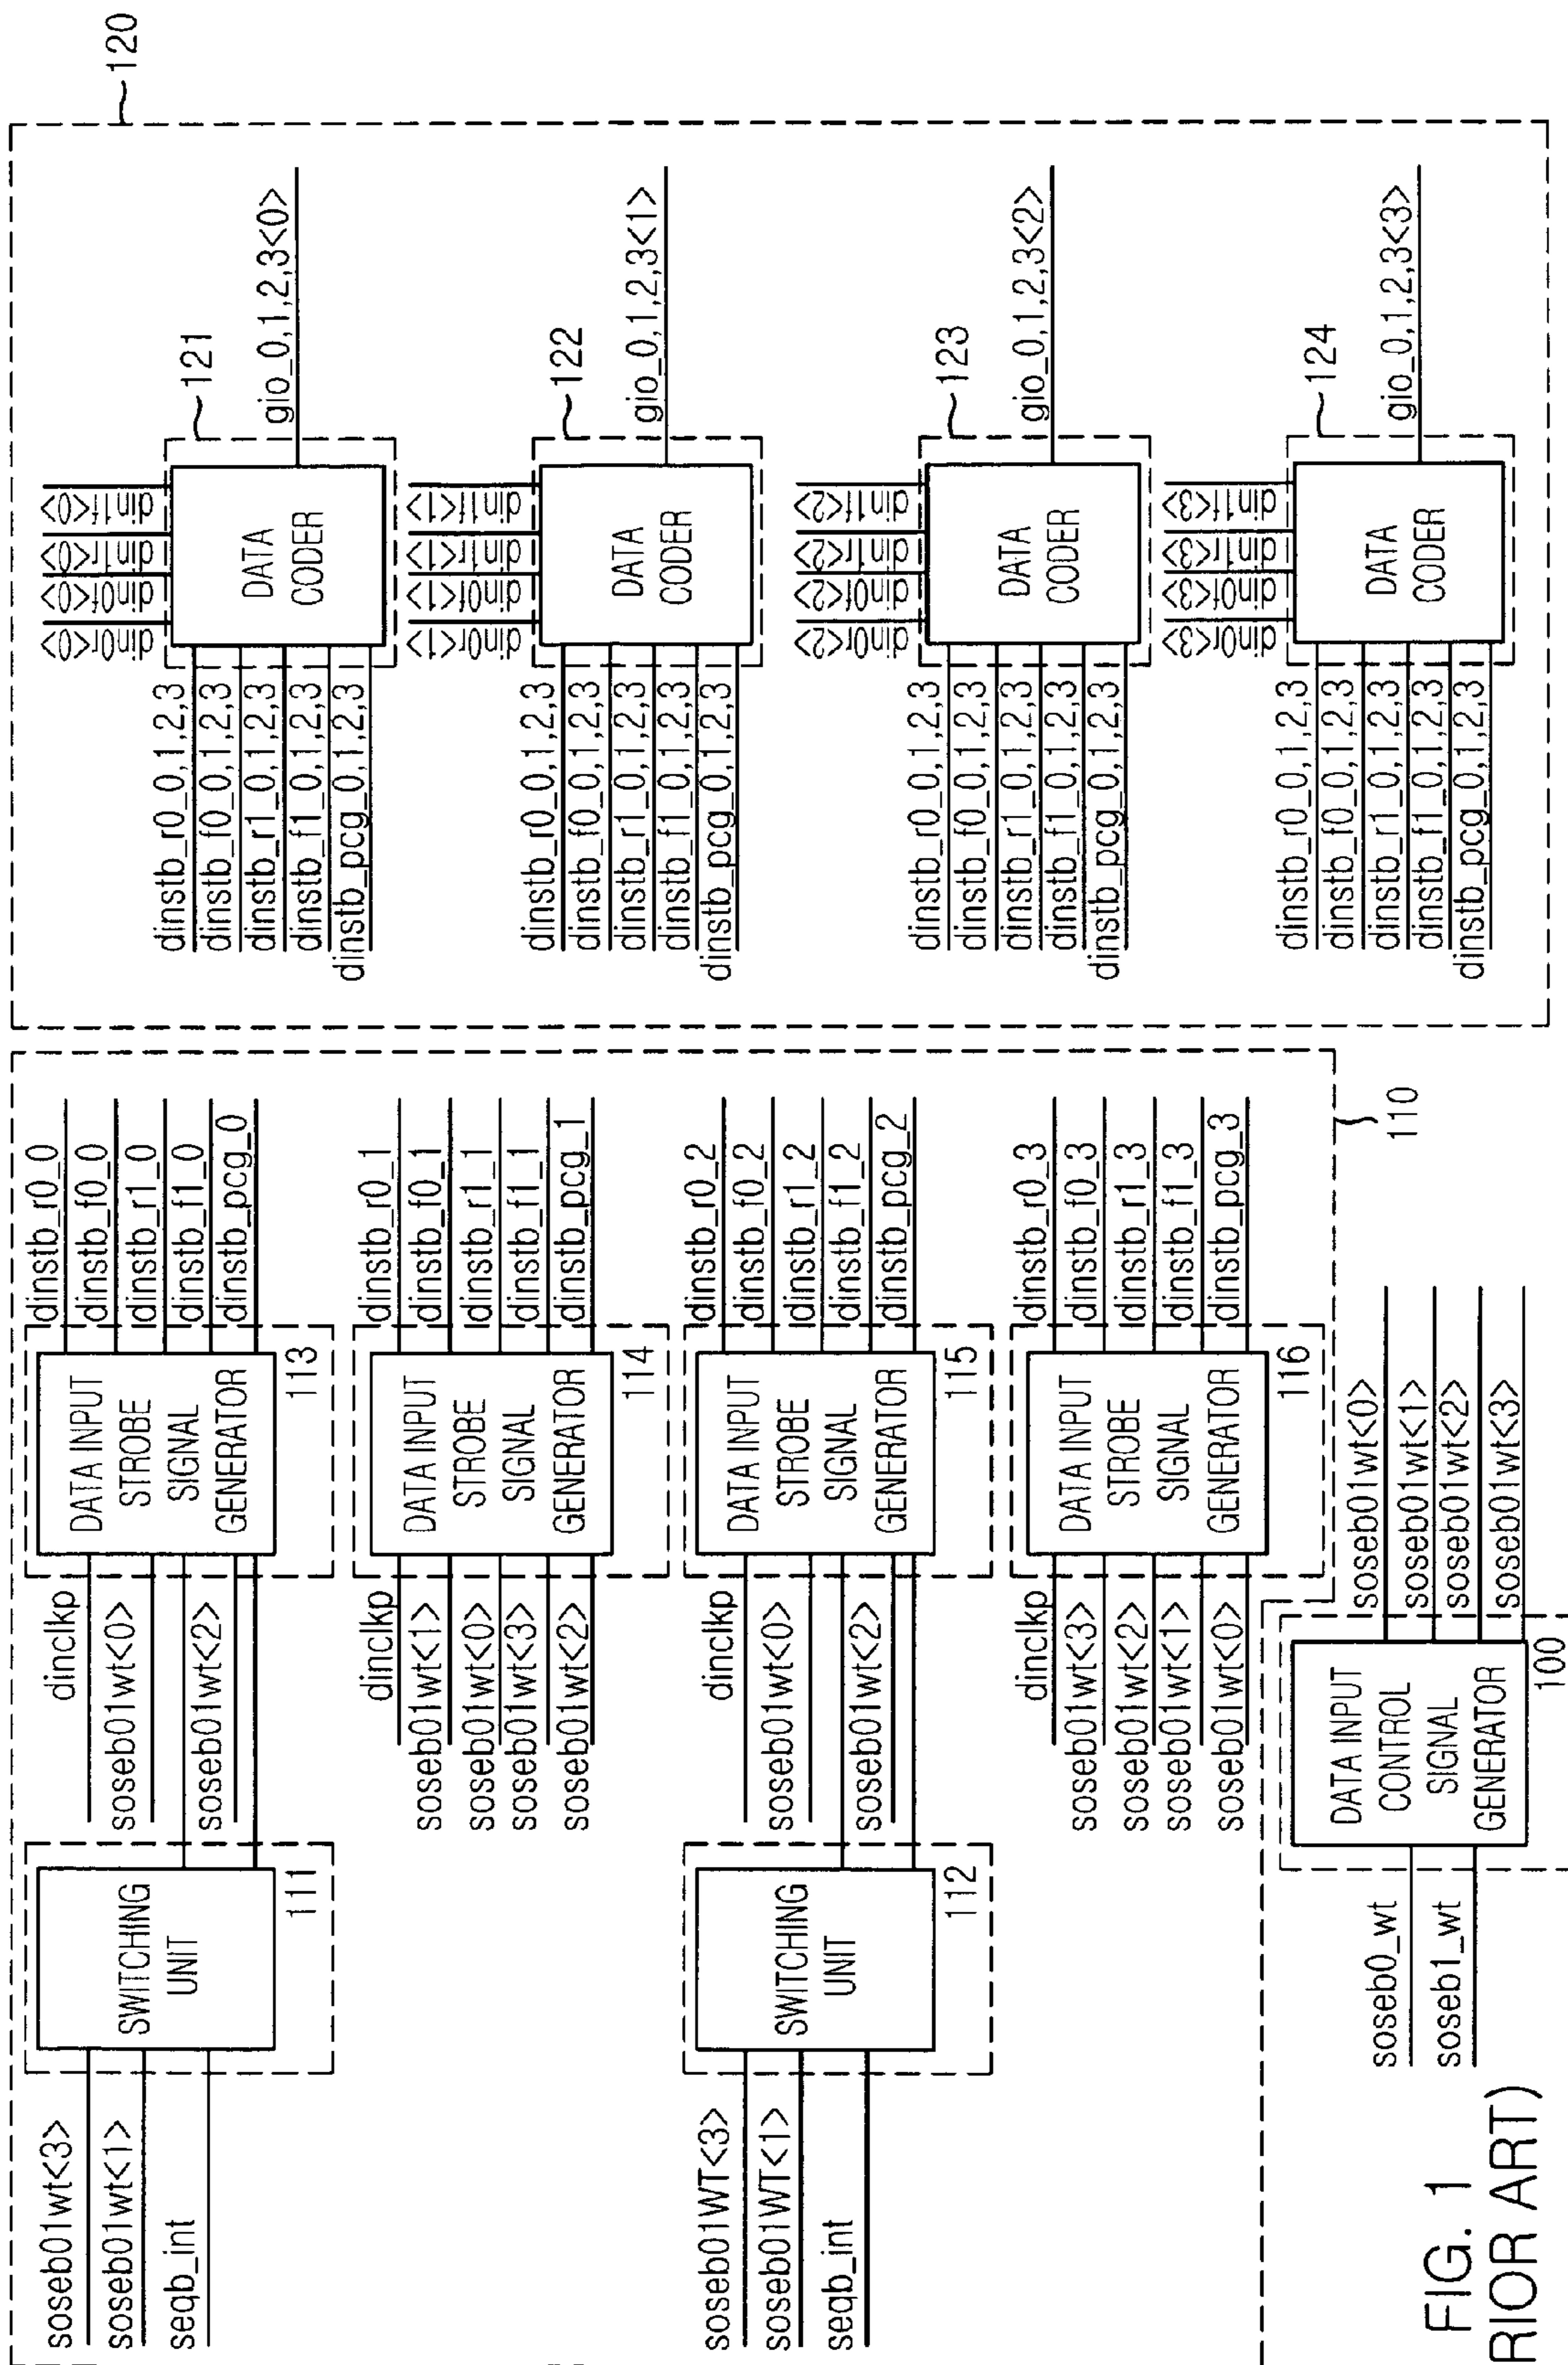 soseb01wt<3>
soseb01wt<1>
seqb_int
SWITCHING
UNIT
111
dinclkp
soseb01wt<0>
soseb01wt<2>
DATA INPUT
STROBE
SIGNAL
GENERATOR
113
dinstb_r0_0
dinstb_f0_0
dinstb_r1_0
dinstb_f1_0
dinstb_pcg_0
dinclkp
soseb01wt<1>
soseb01wt<0>
soseb01wt<3>
soseb01wt<2>
DATA INPUT
STROBE
SIGNAL
GENERATOR
114
dinstb_r0_1
dinstb_f0_1
dinstb_r1_1
dinstb_f1_1
dinstb_pcg_1
soseb01WT<3>
soseb01WT<1>
seqb_int
SWITCHING
UNIT
112
dinclkp
soseb01wt<0>
soseb01wt<2>
DATA INPUT
STROBE
SIGNAL
GENERATOR
115
dinstb_r0_2
dinstb_f0_2
dinstb_r1_2
dinstb_f1_2
dinstb_pcg_2
dinclkp
soseb01wt<3>
soseb01wt<2>
soseb01wt<1>
soseb01wt<0>
DATA INPUT
STROBE
SIGNAL
GENERATOR
116
dinstb_r0_3
dinstb_f0_3
dinstb_r1_3
dinstb_f1_3
dinstb_pcg_3
110
soseb0_wt
soseb1_wt
DATA INPUT
CONTROL
SIGNAL
GENERATOR
100
soseb01wt<0>
soseb01wt<1>
soseb01wt<2>
soseb01wt<3>
120
din0r<0>
din0f<0>
din1r<0>
din1f<0>
dinstb_r0_0,1,2,3
dinstb_f0_0,1,2,3
dinstb_r1_0,1,2,3
dinstb_f1_0,1,2,3
dinstb_pcg_0,1,2,3
DATA
CODER
121
gio_0,1,2,3<0>
din0r<1>
din0f<1>
din1r<1>
din1f<1>
dinstb_r0_0,1,2,3
dinstb_f0_0,1,2,3
dinstb_r1_0,1,2,3
dinstb_f1_0,1,2,3
dinstb_pcg_0,1,2,3
DATA
CODER
122
gio_0,1,2,3<1>
din0r<2>
din0f<2>
din1r<2>
din1f<2>
dinstb_r0_0,1,2,3
dinstb_f0_0,1,2,3
dinstb_r1_0,1,2,3
dinstb_f1_0,1,2,3
dinstb_pcg_0,1,2,3
DATA
CODER
123
gio_0,1,2,3<2>
din0r<3>
din0f<3>
din1r<3>
din1f<3>
dinstb_r0_0,1,2,3
dinstb_f0_0,1,2,3
dinstb_r1_0,1,2,3
dinstb_f1_0,1,2,3
dinstb_pcg_0,1,2,3
DATA
CODER
124
gio_0,1,2,3<3>
FIG. 1
RIOR ART)